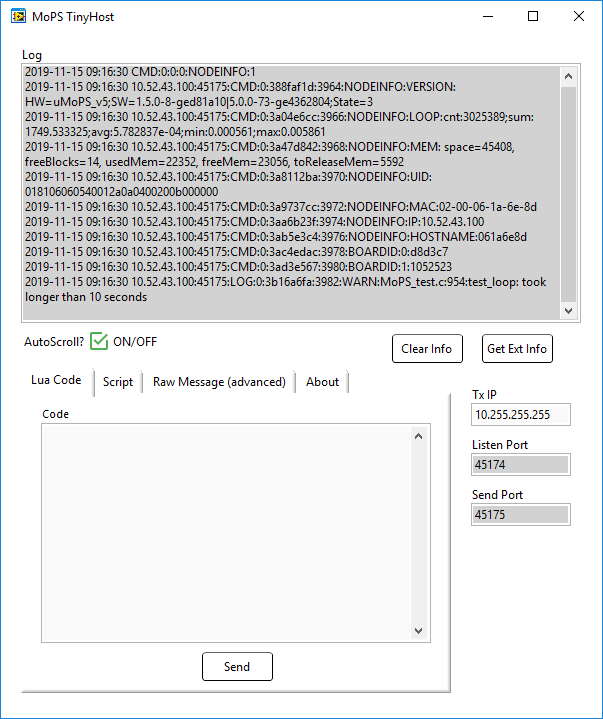 MoPS TinyHost
Log
2019-11-15 09:16:30 CMD:0:0:0:NODEINFO:1
2019-11-15 09:16:30 10.52.43.100:45175:CMD:0:388faf1d:3964:NODEINFO:VERSION:
HW=uMoPS_v5;SW=1.5.0-8-ged81a10|5.0.0-73-ge4362804;State=3
2019-11-15 09:16:30 10.52.43.100:45175:CMD:0:3a04e6cc:3966:NODEINFO:LOOP:cnt:3025389;sum:
1749.533325;avg:5.782837e-04;min:0.000561;max:0.005861
2019-11-15 09:16:30 10.52.43.100:45175:CMD:0:3a47d842:3968:NODEINFO:MEM: space=45408,
freeBlocks=14, usedMem=22352, freeMem=23056, toReleaseMem=5592
2019-11-15 09:16:30 10.52.43.100:45175:CMD:0:3a8112ba:3970:NODEINFO:UID:
018106060540012a0a0400200b000000
2019-11-15 09:16:30 10.52.43.100:45175:CMD:0:3a9737cc:3972:NODEINFO:MAC:02-00-06-1a-6e-8d
2019-11-15 09:16:30 10.52.43.100:45175:CMD:0:3aa6b23f:3974:NODEINFO:IP:10.52.43.100
2019-11-15 09:16:30 10.52.43.100:45175:CMD:0:3ab5e3c4:3976:NODEINFO:HOSTNAME:061a6e8d
2019-11-15 09:16:30 10.52.43.100:45175:CMD:0:3ac4edac:3978:BOARDID:0:d8d3c7
2019-11-15 09:16:30 10.52.43.100:45175:CMD:0:3ad3e567:3980:BOARDID:1:1052523
2019-11-15 09:16:30 10.52.43.100:45175:LOG:0:3b16a6fa:3982:WARN:MoPS_test.c:954:test_loop: took
longer than 10 seconds
AutoScroll? ON/OFF
Clear Info
Get Ext Info
Lua Code
Script
Raw Message (advanced)
About
Code
Send
Tx IP
10.255.255.255
Listen Port
45174
Send Port
45175